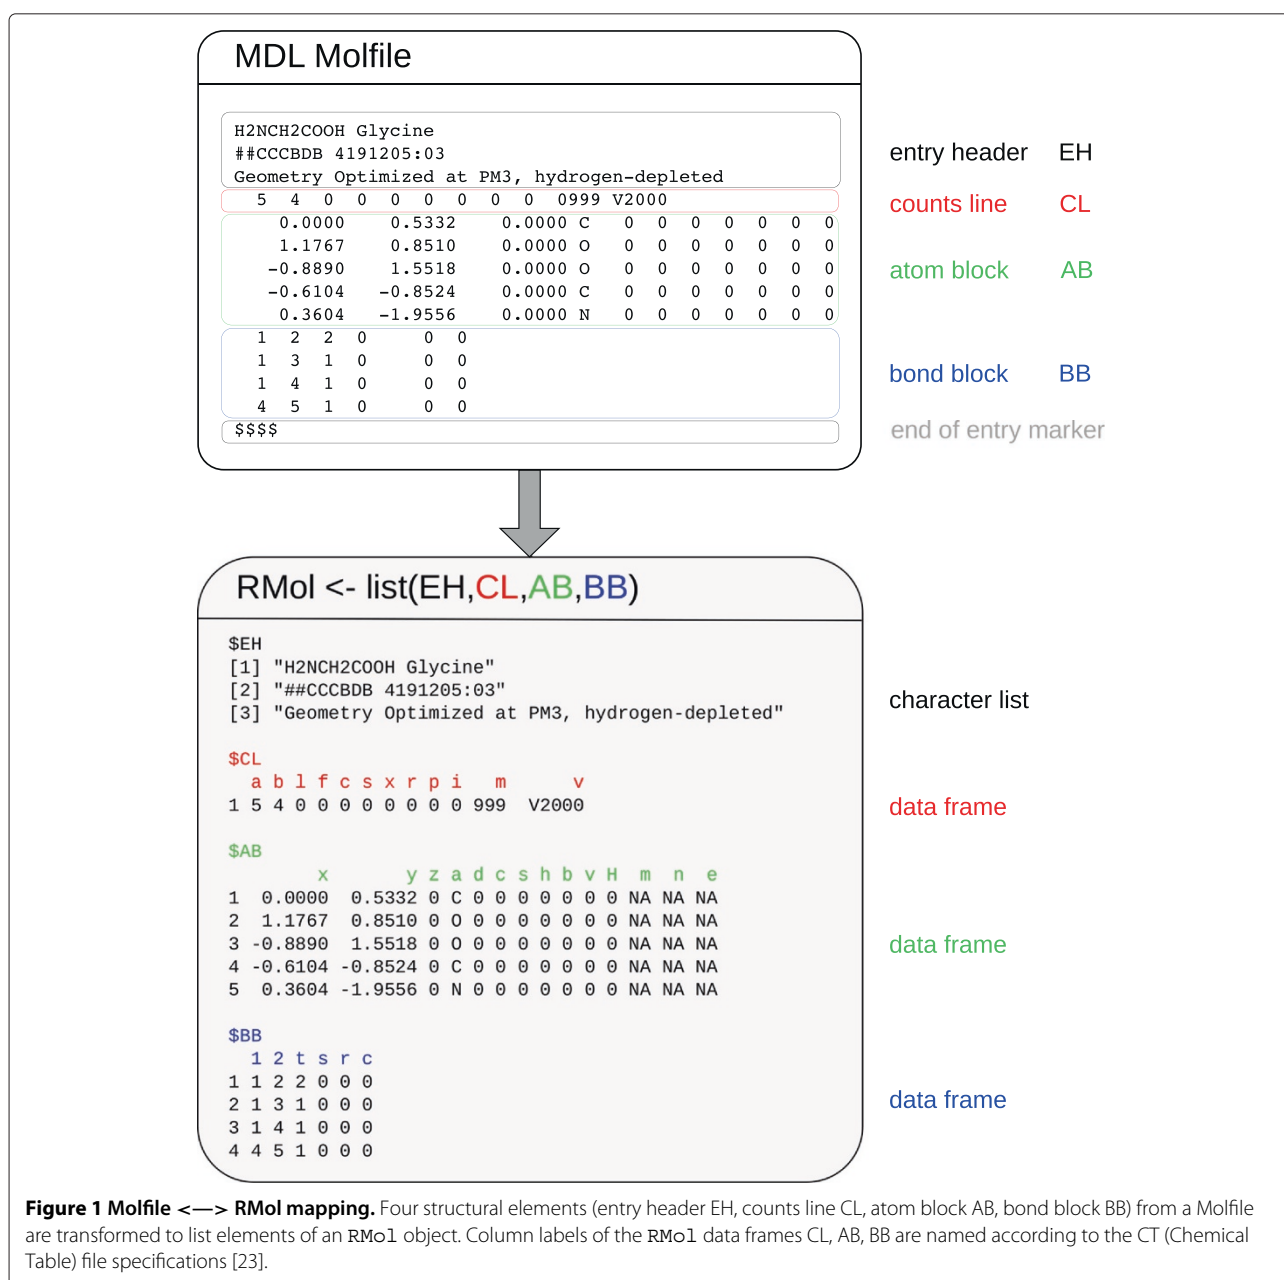 MDL Molfile
H2NCH2COOH Glycine
##CCCBDB 4191205:03
Geometry Optimized at PM3, hydrogen-depleted
entry header EH
5 4 0 0 0 0 0 0 0 0999 V2000
counts line CL
0.0000 0.5332 0.0000 C 0 0 0 0 0 0 0
1.1767 0.8510 0.0000 O 0 0 0 0 0 0 0
-0.8890 1.5518 0.0000 O 0 0 0 0 0 0 0
-0.6104 -0.8524 0.0000 C 0 0 0 0 0 0 0
0.3604 -1.9556 0.0000 N 0 0 0 0 0 0 0
atom block AB
1 2 2 0 0 0
1 3 1 0 0 0
1 4 1 0 0 0
4 5 1 0 0 0
bond block BB
$$$$
end of entry marker
RMol <- list(EH,CL,AB,BB)
$EH
[1] "H2NCH2COOH Glycine"
[2] "##CCCBDB 4191205:03"
[3] "Geometry Optimized at PM3, hydrogen-depleted"
character list
$CL
a b l f c s x r p i m v
1 5 4 0 0 0 0 0 0 0 0 999 V2000
data frame
$AB
x y z a d c s h b v H m n e
1 0.0000 0.5332 0 C 0 0 0 0 0 0 0 NA NA NA
2 1.1767 0.8510 0 O 0 0 0 0 0 0 0 NA NA NA
3 -0.8890 1.5518 0 O 0 0 0 0 0 0 0 NA NA NA
4 -0.6104 -0.8524 0 C 0 0 0 0 0 0 0 NA NA NA
5 0.3604 -1.9556 0 N 0 0 0 0 0 0 0 NA NA NA
data frame
$BB
1 2 t s r c
1 1 2 2 0 0 0
2 1 3 1 0 0 0
3 1 4 1 0 0 0
4 4 5 1 0 0 0
data frame
Figure 1 Molfile <—> RMol mapping. Four structural elements (entry header EH, counts line CL, atom block AB, bond block BB) from a Molfile
are transformed to list elements of an RMol object. Column labels of the RMol data frames CL, AB, BB are named according to the CT (Chemical
Table) file specifications [23].